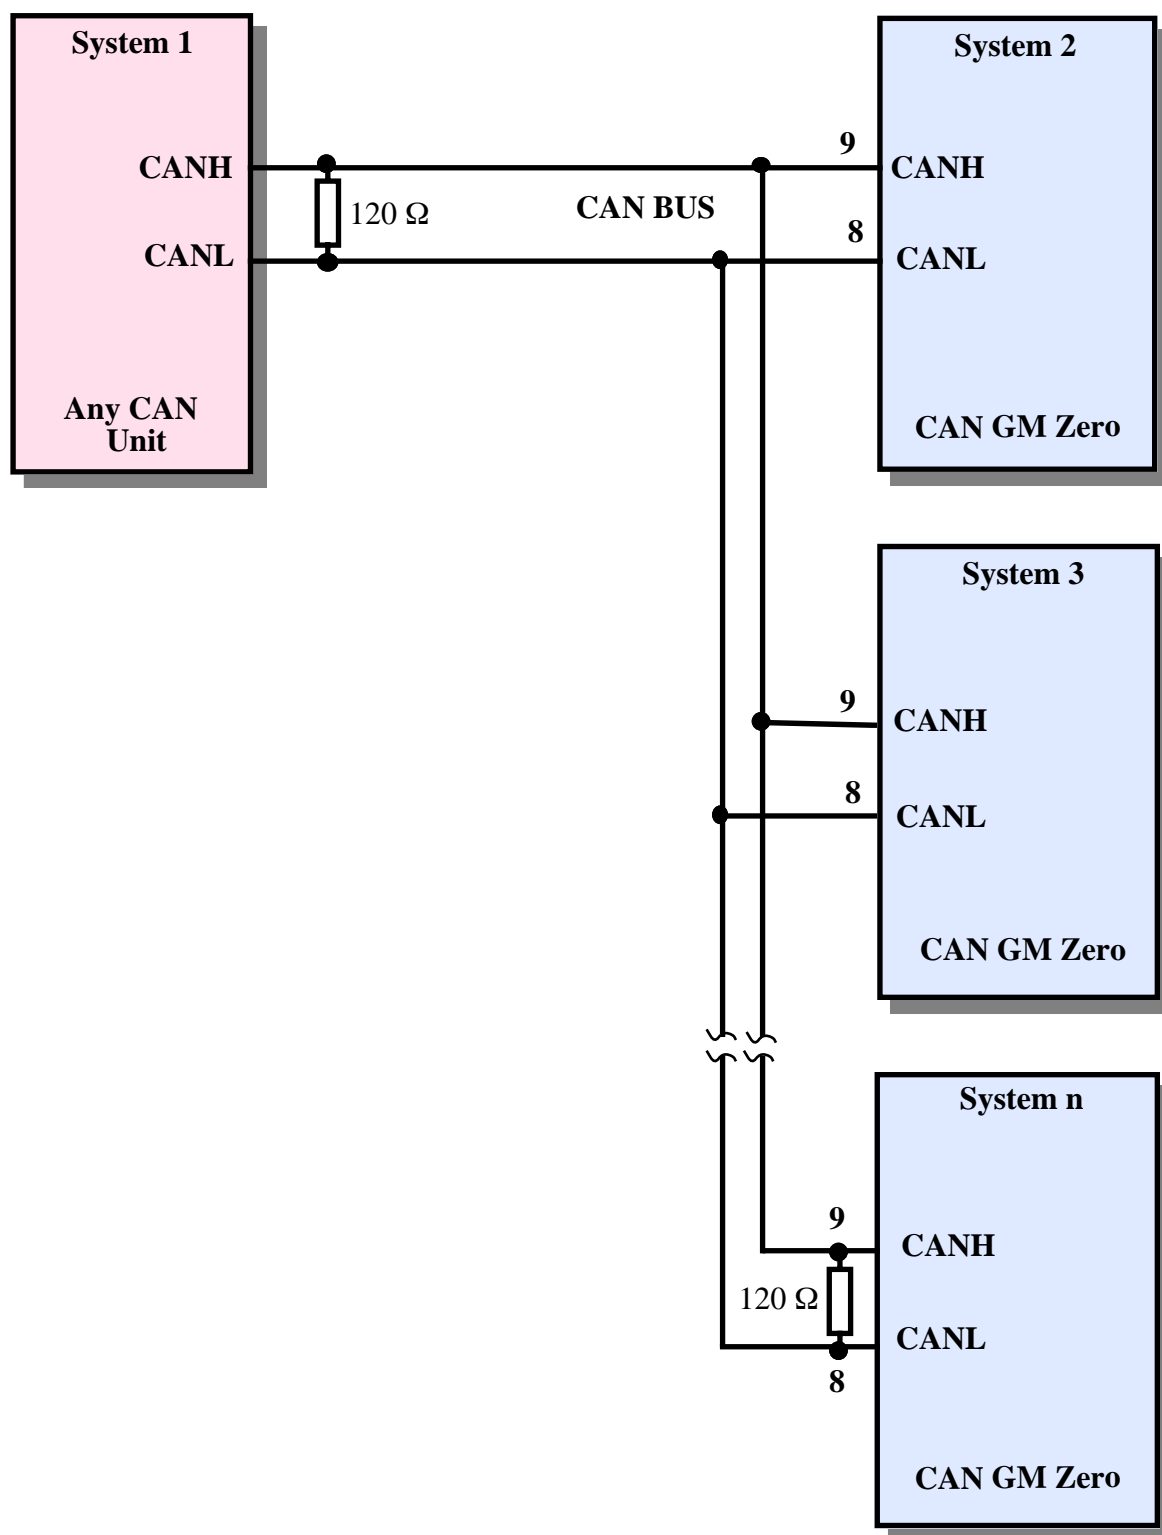 System 1
CANH
120 Ω
CANL
Any CAN
Unit
CAN BUS
System 2
9
CANH
8
CANL
CAN GM Zero
System 3
9
CANH
8
CANL
CAN GM Zero
System n
9
CANH
120 Ω
CANL
8
CAN GM Zero